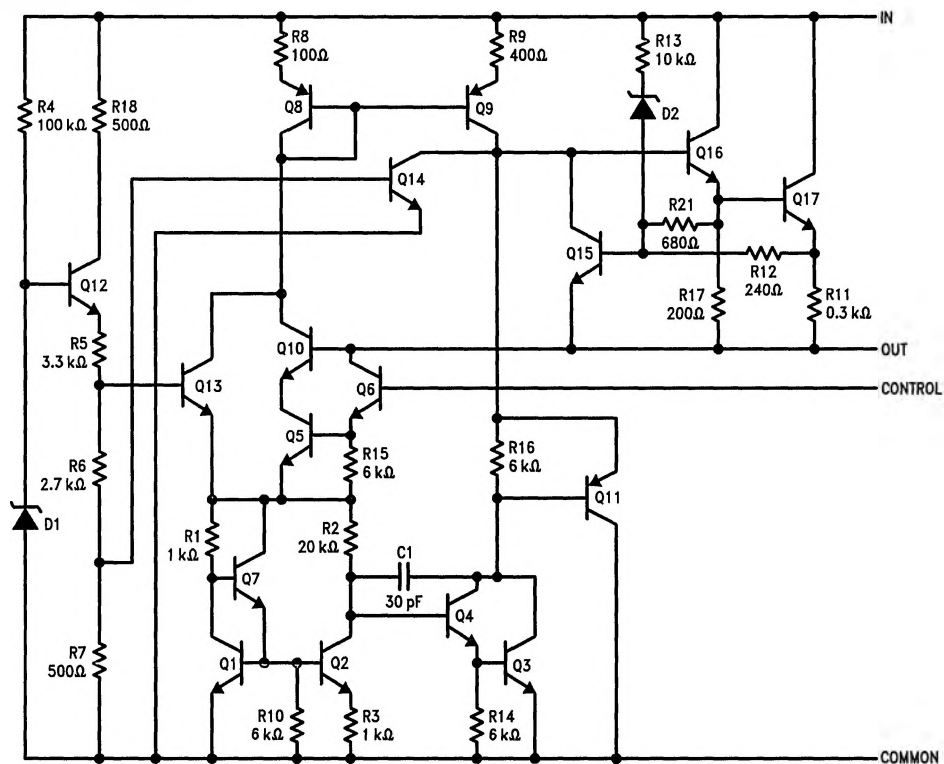 IN
R8
100Ω
R9
400Ω
R13
10 kΩ
R4
100 kΩ
R18
500Ω
Q8
Q9
D2
Q14
Q16
Q17
R21
680Ω
Q15
R12
240Ω
Q12
R17
200Ω
R11
0.3 kΩ
R5
3.3 kΩ
Q10
OUT
Q13
Q6
CONTROL
Q5
R15
6 kΩ
R16
6 kΩ
R6
2.7 kΩ
Q11
D1
R1
1 kΩ
R2
20 kΩ
C1
30 pF
Q7
Q4
R7
500Ω
Q1
Q2
Q3
R10
6 kΩ
R3
1 kΩ
R14
6 kΩ
COMMON